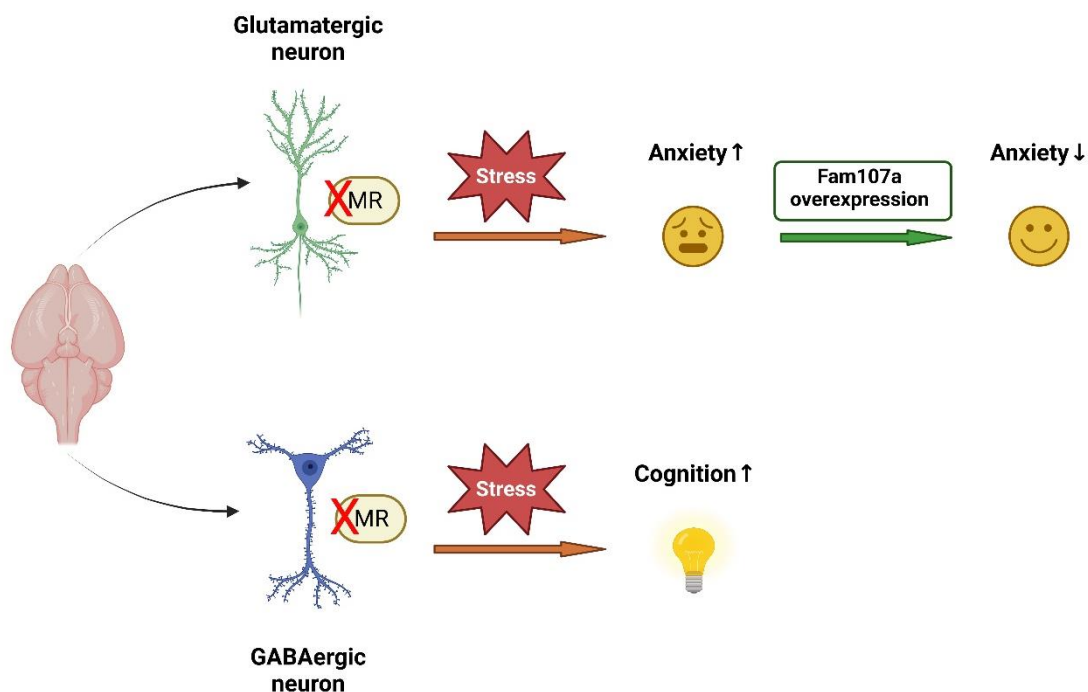 Glutamatergic
neuron
X MR
Stress
Anxiety ↑
Fam107a
overexpression
Anxiety ↓
X MR
Stress
Cognition ↑
GABAergic
neuron